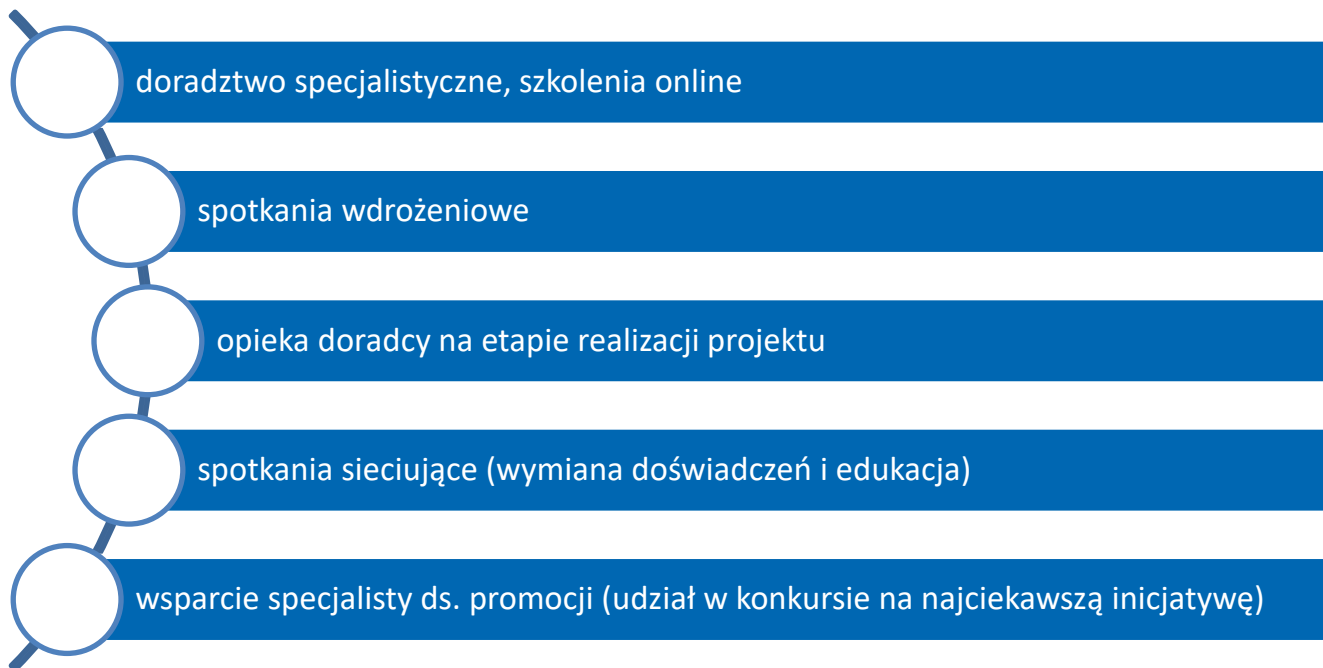 doradztwo specjalistyczne, szkolenia online
spotkania wdrożeniowe
opieka doradcy na etapie realizacji projektu
spotkania sieciujące (wymiana doświadczeń i edukacja)
wsparcie specjalisty ds. promocji (udział w konkursie na najciekawszą inicjatywę)